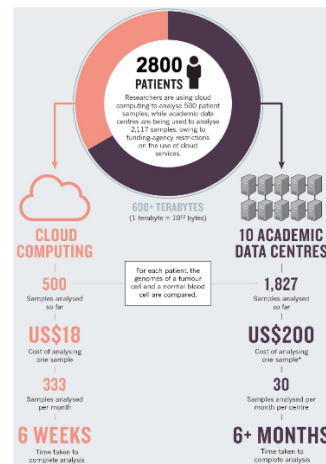 2800
PATIENTS
Researchers are using cloud
computing to analyse 500 patient
samples, while academic data
centres are being used to analyse
2,117 samples, owing to
funding-agency restrictions
on the use of cloud
services.
600+ TERABYTES
(1 terabyte = 10¹² bytes)
CLOUD
COMPUTING
500
Samples analysed
so far
US$18
Cost of analysing
one sample
333
Samples analysed
per month
6 WEEKS
Time taken to
complete analysis
For each patient, the
genomes of a tumour
cell and a normal blood
cell are compared.
10 ACADEMIC
DATA CENTRES
1,827
Samples analysed
so far
US$200
Cost of analysing
one sample*
30
Samples analysed per
month per centre
6+ MONTHS
Time taken to
complete analysis